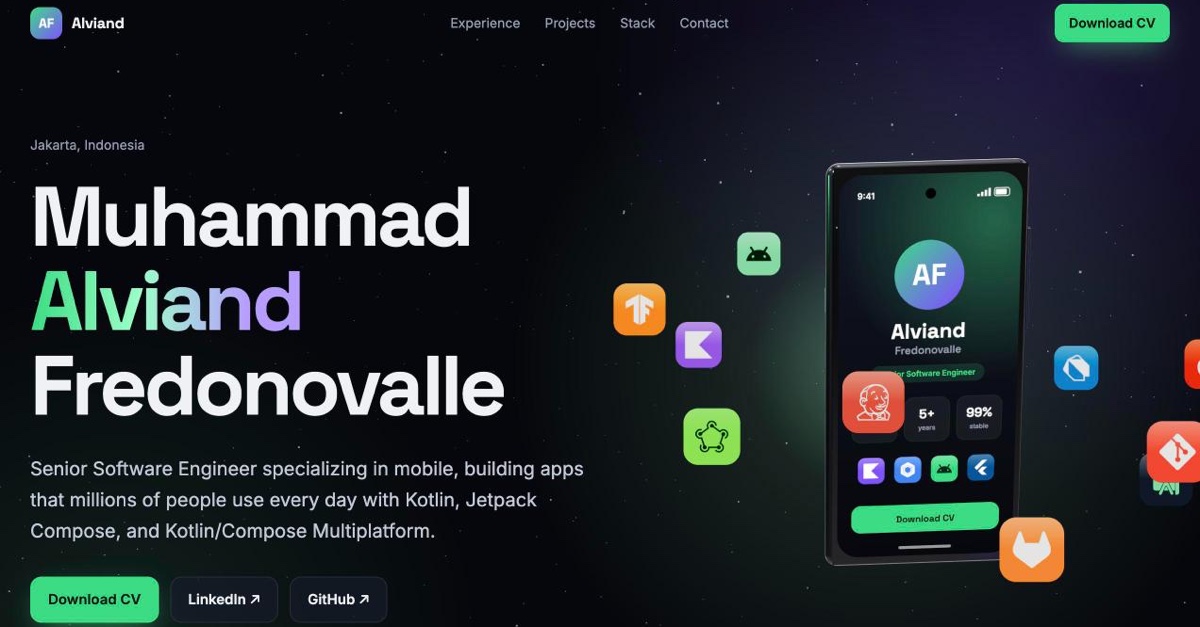 AF Alviand
Experience Projects Stack Contact
Download CV
Jakarta, Indonesia
Muhammad
Alviand
Fredonovalle
Senior Software Engineer specializing in mobile, building apps
that millions of people use every day with Kotlin, Jetpack
Compose, and Kotlin/Compose Multiplatform.
Download CV
LinkedIn ↗
GitHub ↗
9:41
AF
Alviand
Fredonovalle
Software Engineer
5+
years
99%
stable
Download CV